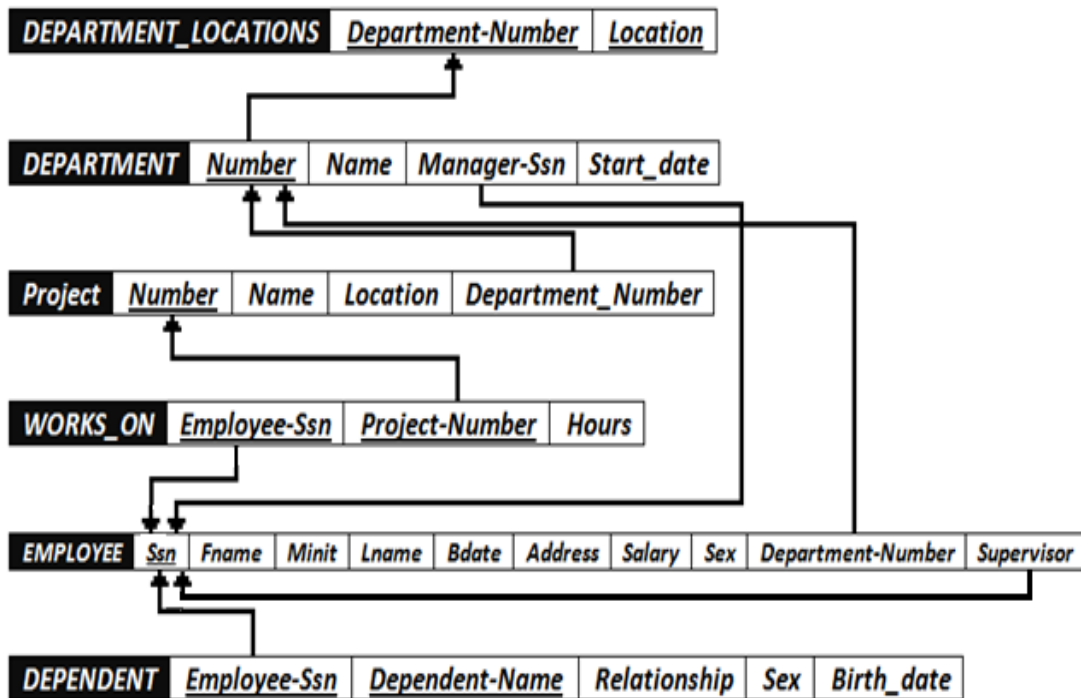 DEPARTMENT_LOCATIONS Department-Number Location
DEPARTMENT Number Name Manager-Ssn Start_date
Project Number Name Location Department_Number
WORKS_ON Employee-Ssn Project-Number Hours
EMPLOYEE Ssn Fname Minit Lname Bdate Address Salary Sex Department-Number Supervisor
DEPENDENT Employee-Ssn Dependent-Name Relationship Sex Birth_date